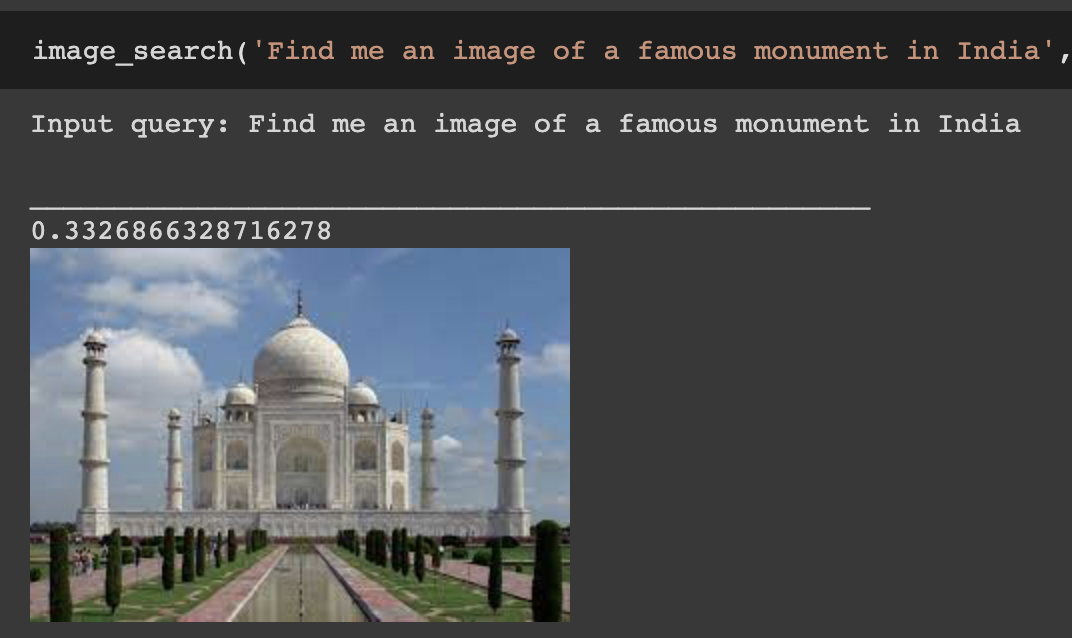 image_search('Find me an image of a famous monument in India',
Input query: Find me an image of a famous monument in India
0.3326866328716278